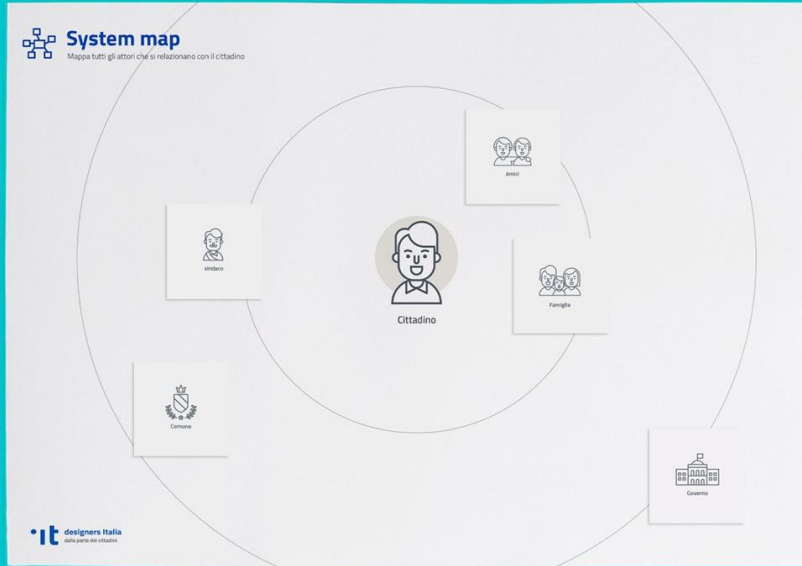 System map
Mappa tutti gli attori che si relazionano con il cittadino
Amici
sindaco
Famiglia
Cittadino
Comune
Governo
.it designers Italia
dalla parte dei cittadini